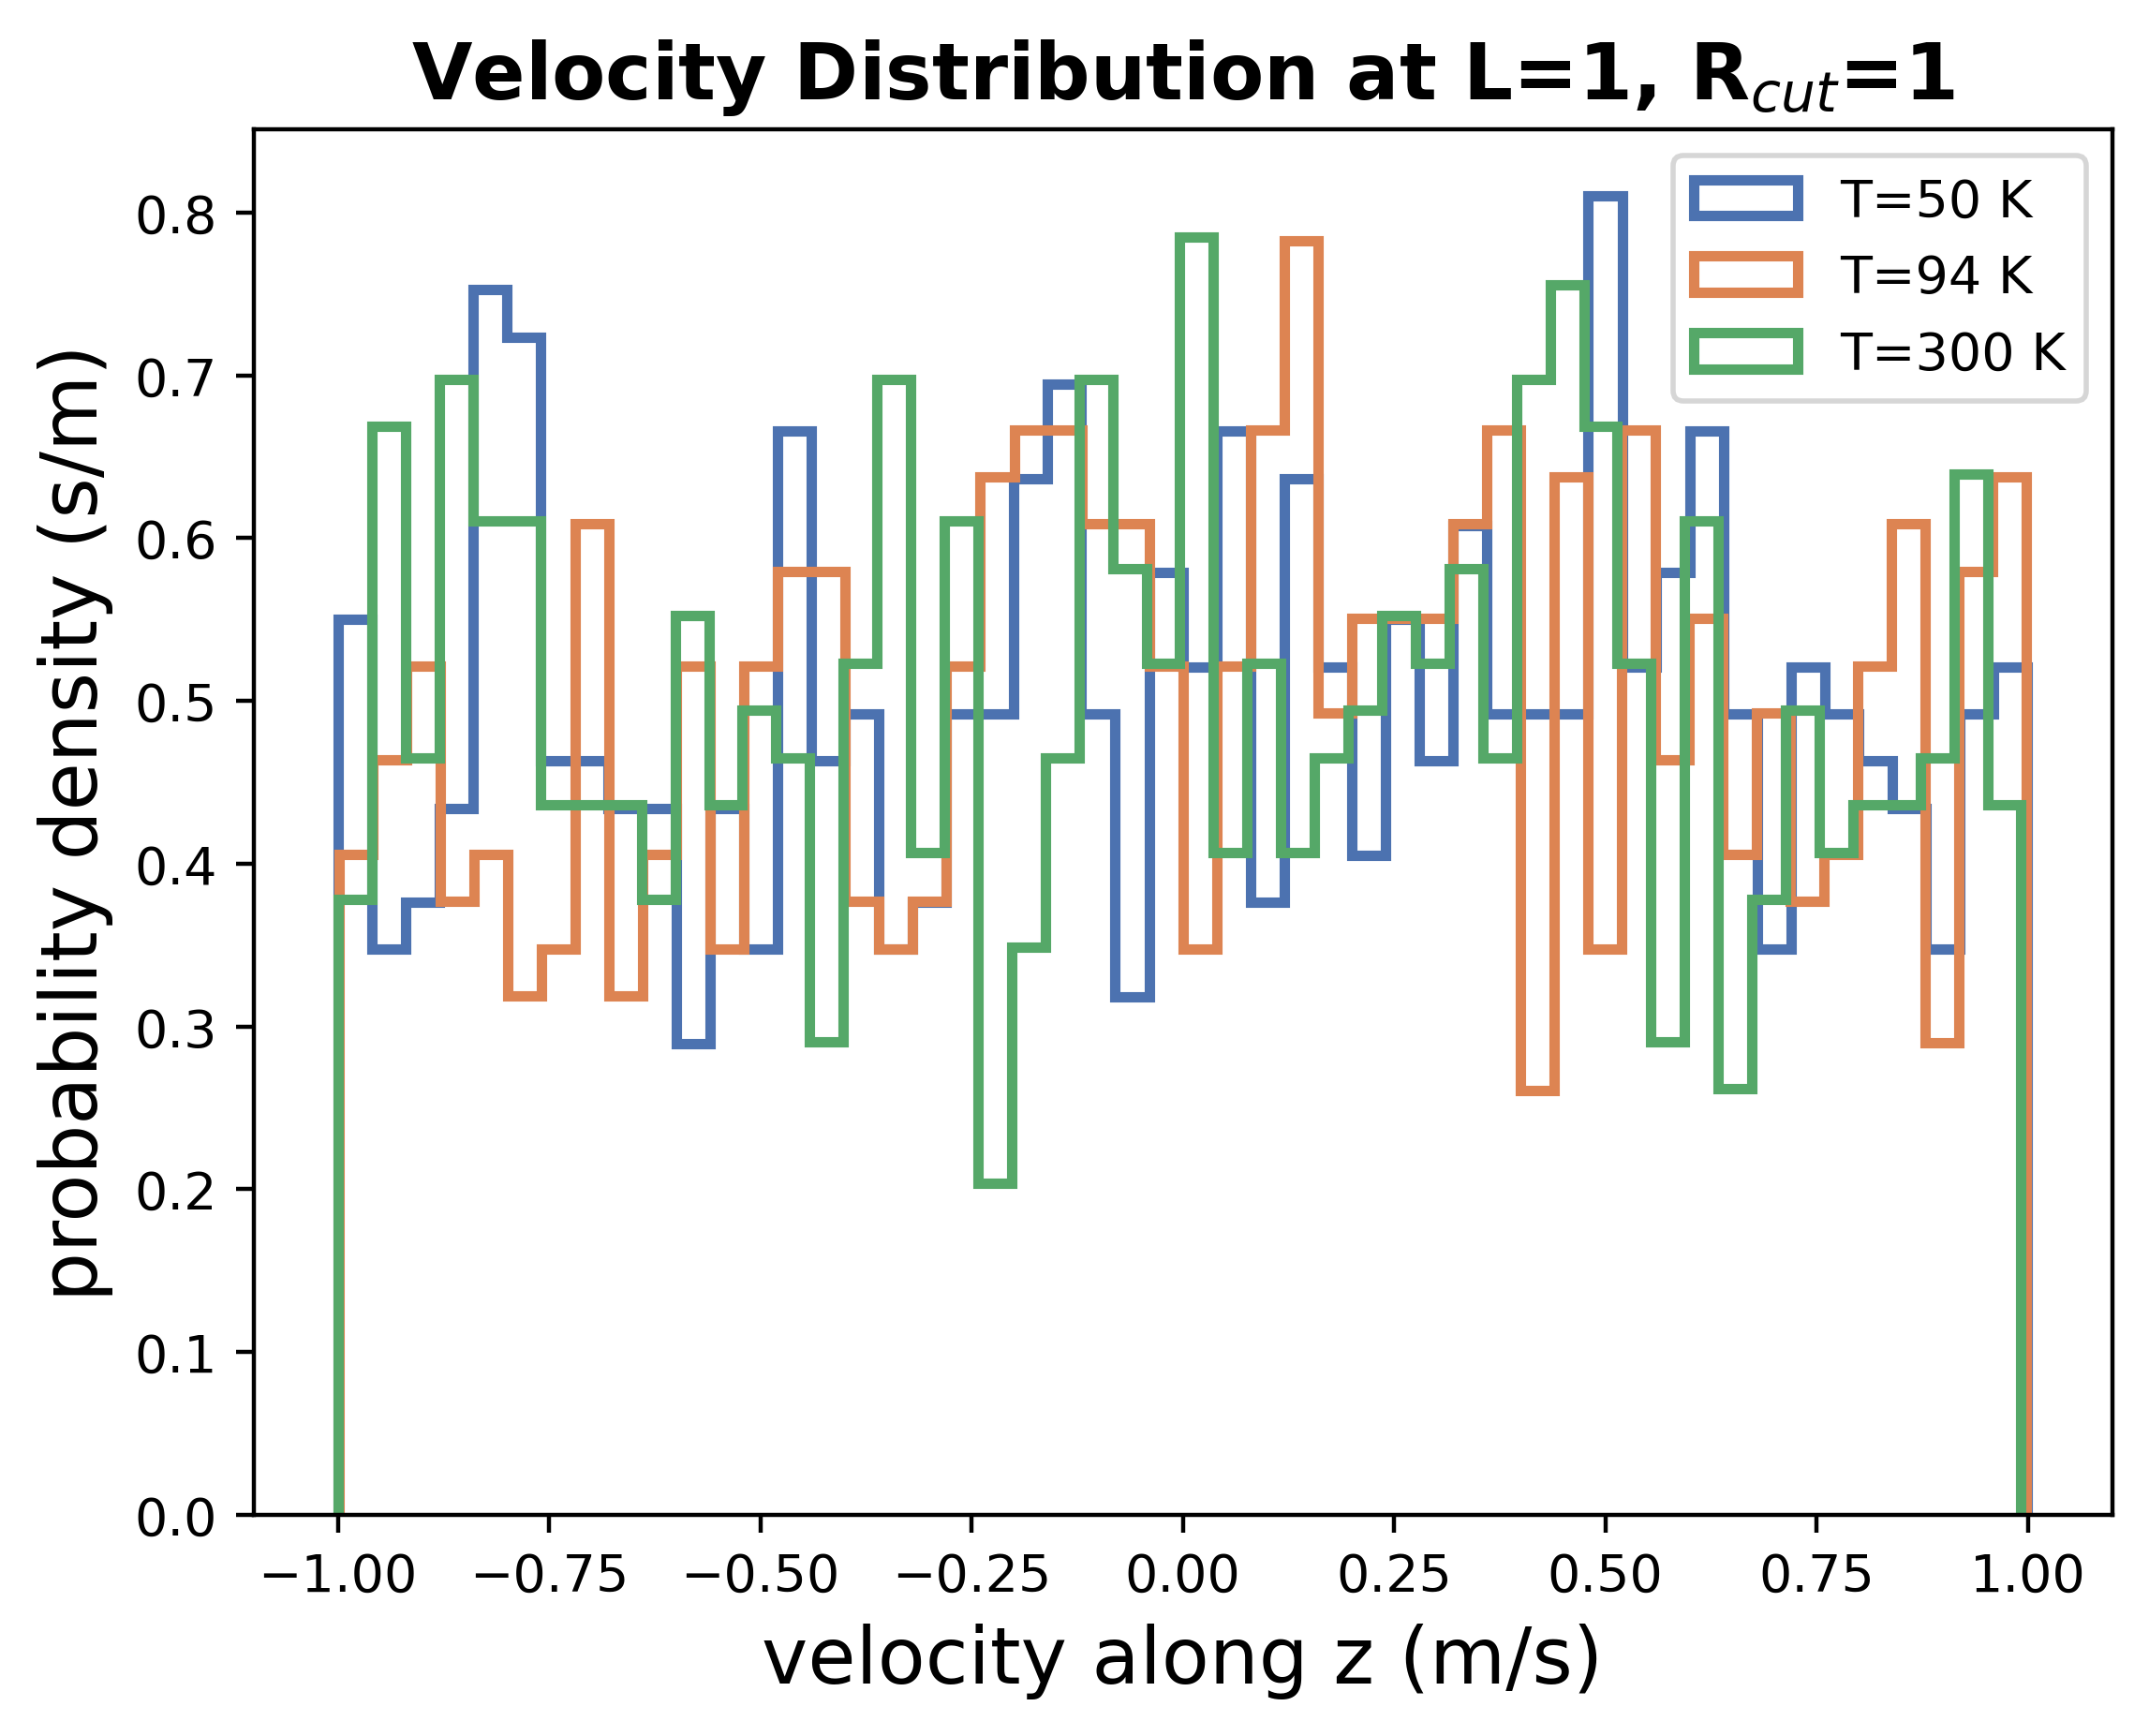 Velocity Distribution at L=1, R_cut=1
T=50 K
T=94 K
T=300 K
probability density (s/m)
0.8
0.7
0.6
0.5
0.4
0.3
0.2
0.1
0.0
−1.00 −0.75 −0.50 −0.25 0.00 0.25 0.50 0.75 1.00
velocity along z (m/s)